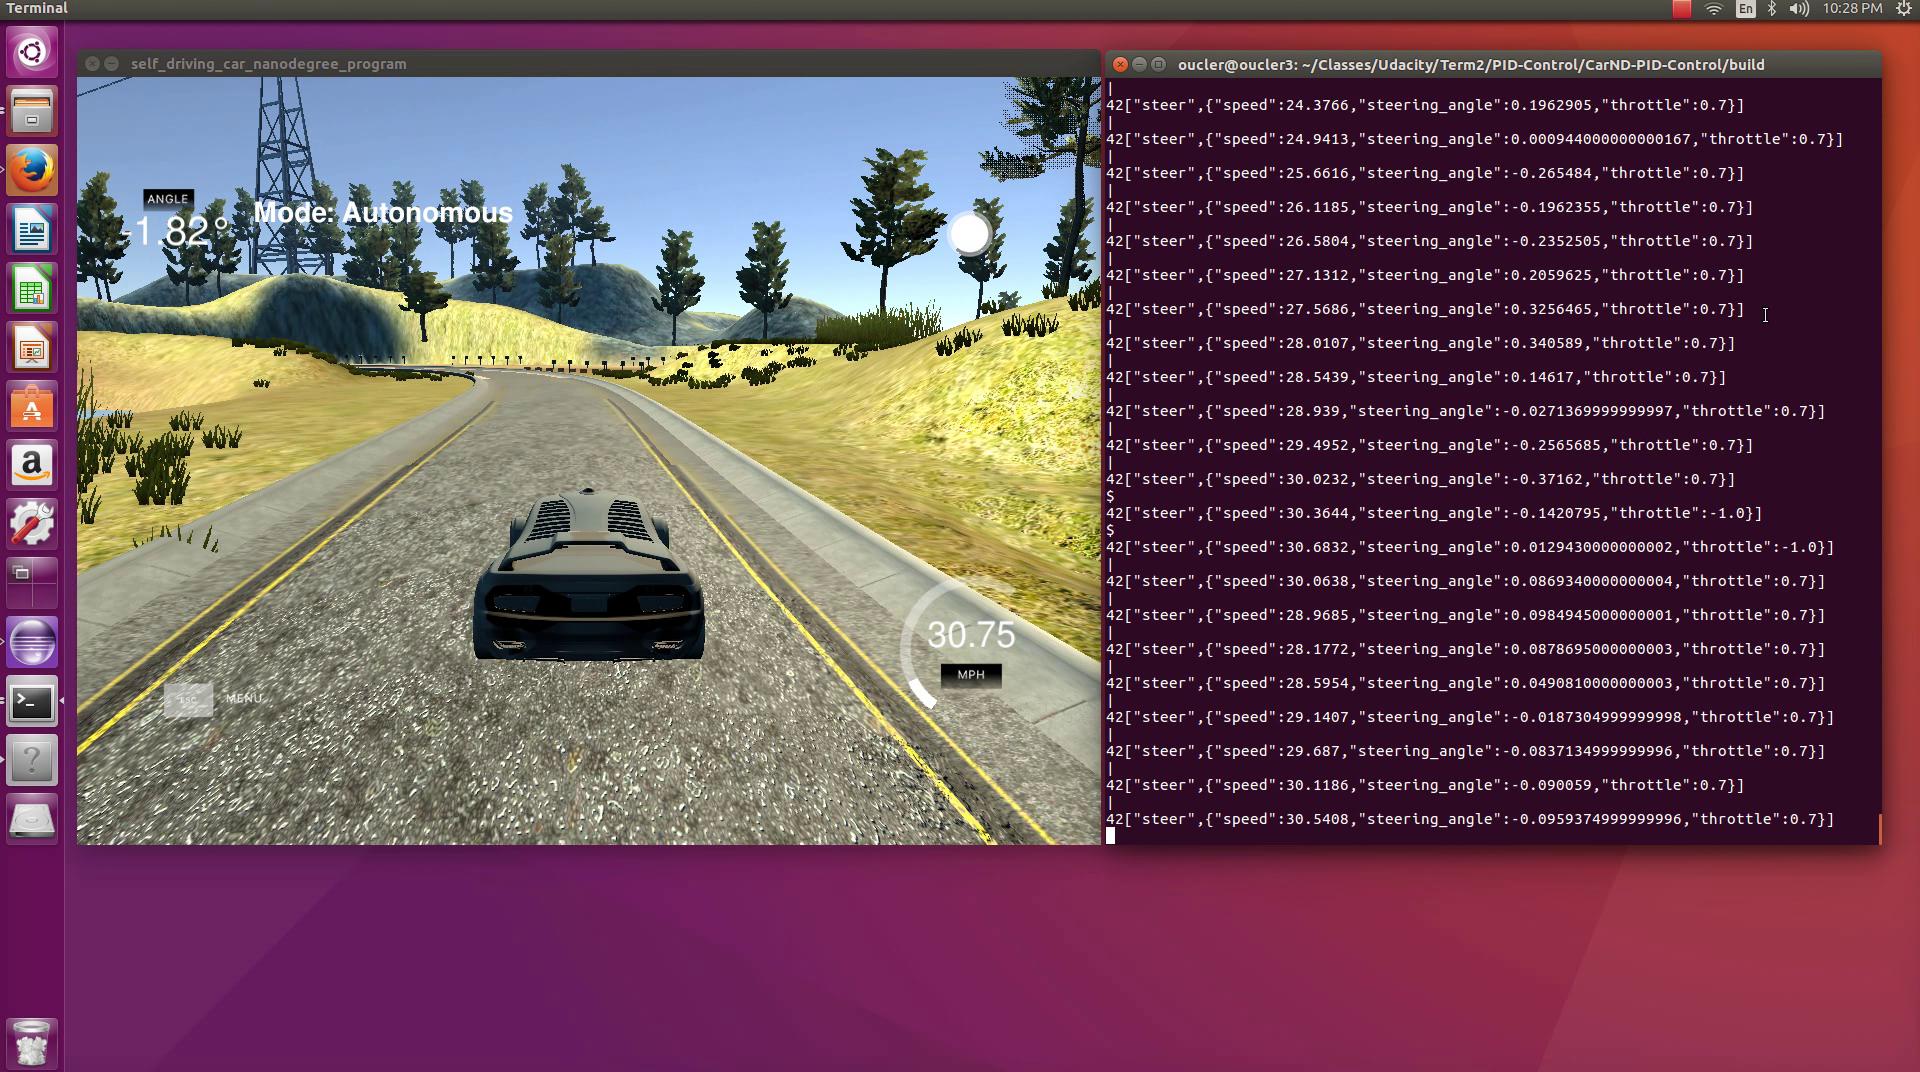 Terminal
En
10:28 PM
self_driving_car_nanodegree_program
ANGLE
-1.82°
Mode: Autonomous
30.75
MPH
ESC
MENU
oucler@oucler3: ~/Classes/Udacity/Term2/PID-Control/CarND-PID-Control/build
|
42["steer",{"speed":24.3766,"steering_angle":0.1962905,"throttle":0.7}]
|
42["steer",{"speed":24.9413,"steering_angle":0.000944000000000167,"throttle":0.7}]
|
42["steer",{"speed":25.6616,"steering_angle":-0.265484,"throttle":0.7}]
|
42["steer",{"speed":26.1185,"steering_angle":-0.1962355,"throttle":0.7}]
|
42["steer",{"speed":26.5804,"steering_angle":-0.2352505,"throttle":0.7}]
|
42["steer",{"speed":27.1312,"steering_angle":0.2059625,"throttle":0.7}]
|
42["steer",{"speed":27.5686,"steering_angle":0.3256465,"throttle":0.7}]
|
42["steer",{"speed":28.0107,"steering_angle":0.340589,"throttle":0.7}]
|
42["steer",{"speed":28.5439,"steering_angle":0.14617,"throttle":0.7}]
|
42["steer",{"speed":28.939,"steering_angle":-0.0271369999999997,"throttle":0.7}]
|
42["steer",{"speed":29.4952,"steering_angle":-0.2565685,"throttle":0.7}]
|
42["steer",{"speed":30.0232,"steering_angle":-0.37162,"throttle":0.7}]
$
42["steer",{"speed":30.3644,"steering_angle":-0.1420795,"throttle":-1.0}]
$
42["steer",{"speed":30.6832,"steering_angle":0.0129430000000002,"throttle":-1.0}]
|
42["steer",{"speed":30.0638,"steering_angle":0.0869340000000004,"throttle":0.7}]
|
42["steer",{"speed":28.9685,"steering_angle":0.0984945000000001,"throttle":0.7}]
|
42["steer",{"speed":28.1772,"steering_angle":0.0878695000000003,"throttle":0.7}]
|
42["steer",{"speed":28.5954,"steering_angle":0.0490810000000003,"throttle":0.7}]
|
42["steer",{"speed":29.1407,"steering_angle":-0.0187304999999998,"throttle":0.7}]
|
42["steer",{"speed":29.687,"steering_angle":-0.0837134999999996,"throttle":0.7}]
|
42["steer",{"speed":30.1186,"steering_angle":-0.090059,"throttle":0.7}]
|
42["steer",{"speed":30.5408,"steering_angle":-0.0959374999999996,"throttle":0.7}]